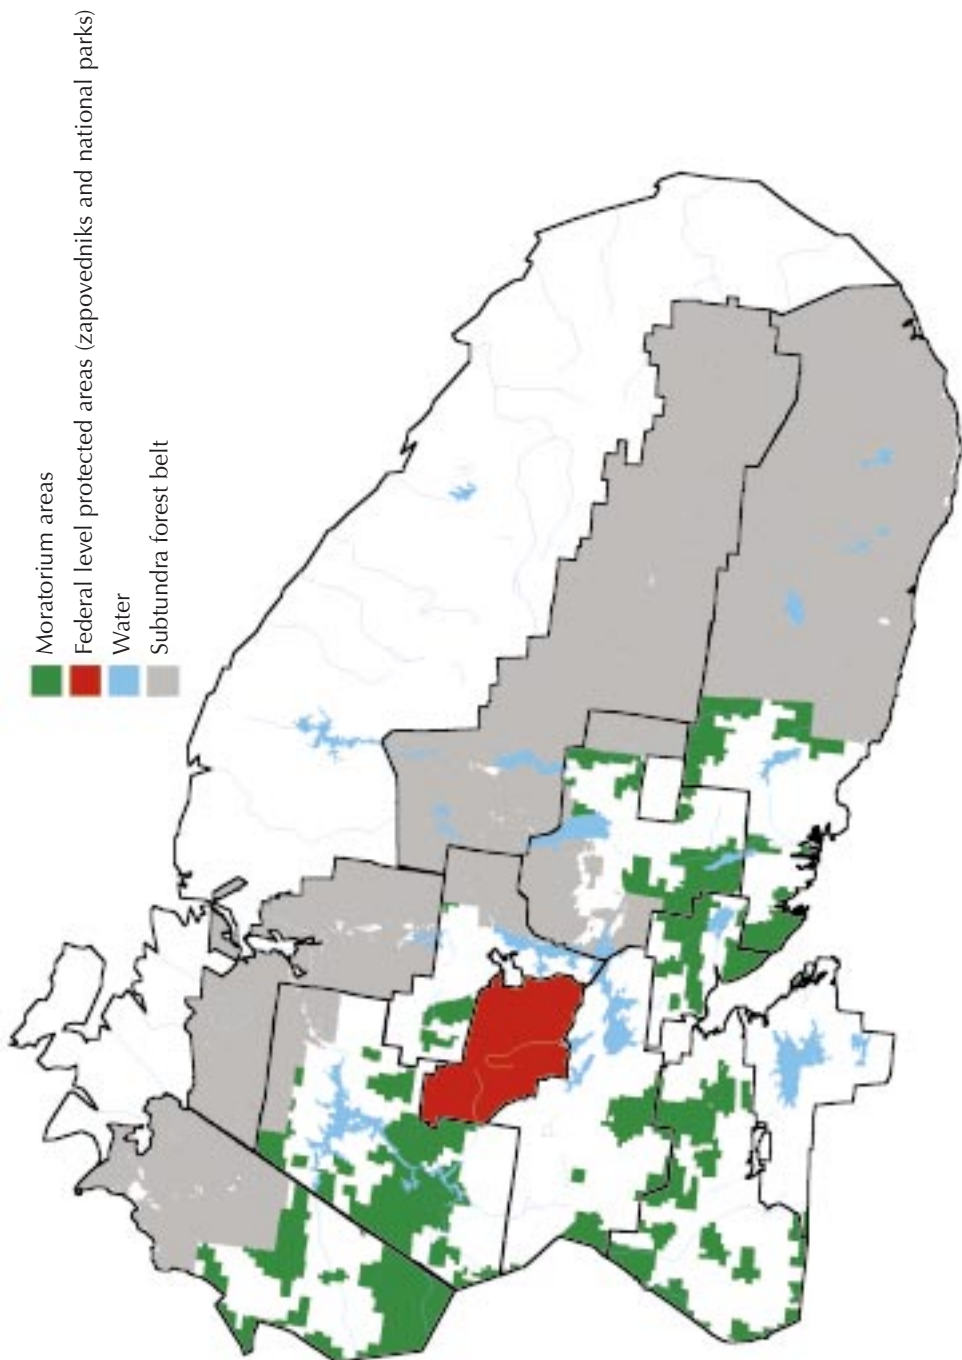 Moratorium areas
Federal level protected areas (zapovedniks and national parks)
Water
Subtundra forest belt